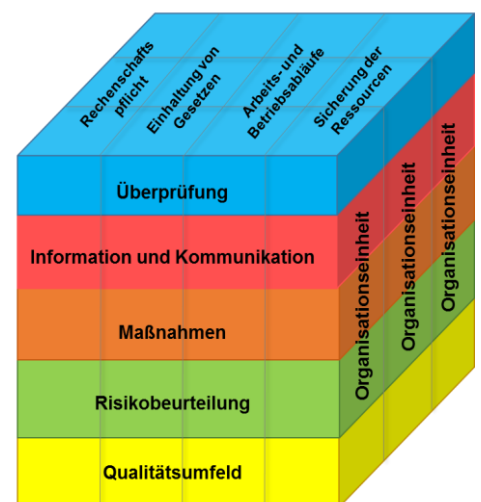 Rechenschafts
pflicht
Einhaltung von
Gesetzen
Arbeits- und
Betriebsabläufe
Sicherung der
Ressourcen
Überprüfung
Information und Kommunikation
Maßnahmen
Risikobeurteilung
Qualitätsumfeld
Organisationseinheit
Organisationseinheit
Organisationseinheit